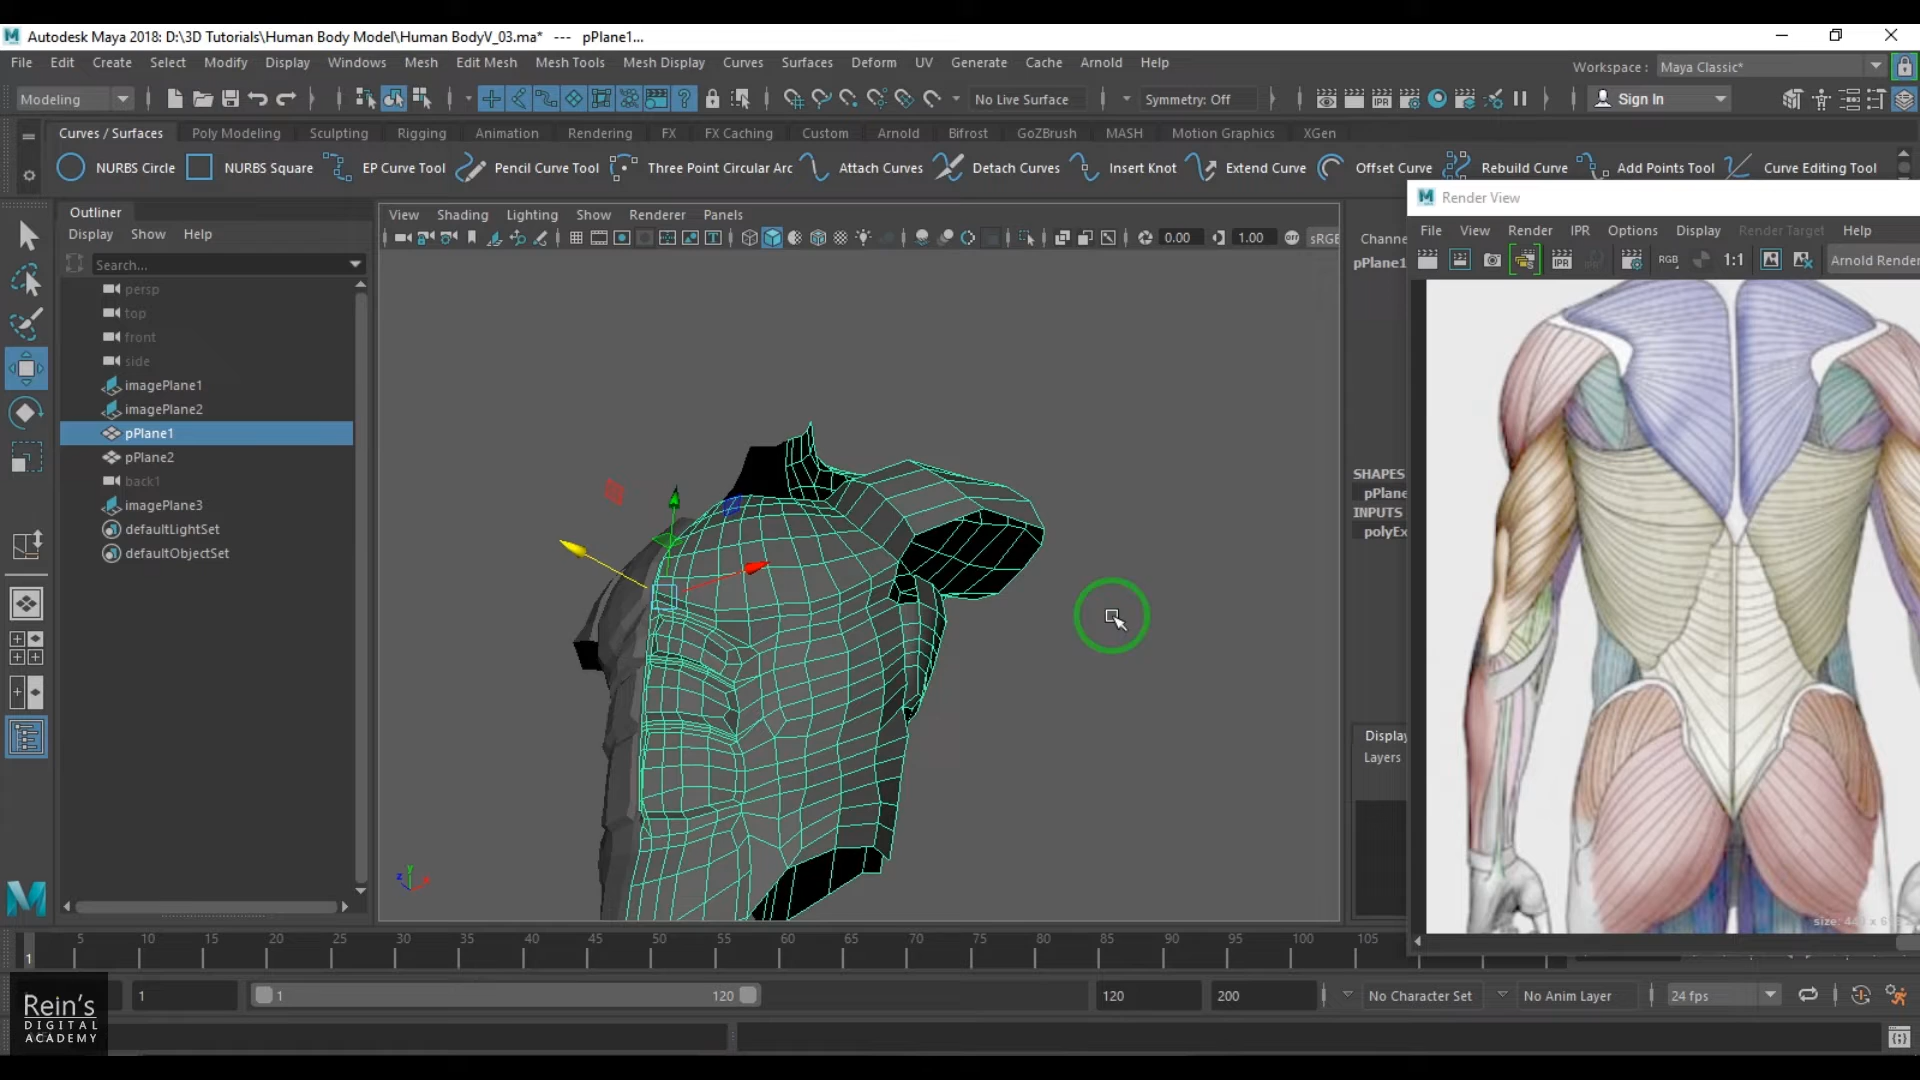 Autodesk Maya 2018: D:\3D Tutorials\Human Body Model\Human BodyV_03.ma* --- pPlane1...
File Edit Create Select Modify Display Windows Mesh Edit Mesh Mesh Tools Mesh Display Curves Surfaces Deform UV Generate Cache Arnold Help
Workspace : Maya Classic*
Modeling No Live Surface Symmetry: Off IPR Sign In
Curves / Surfaces Poly Modeling Sculpting Rigging Animation Rendering FX FX Caching Custom Arnold Bifrost GoZBrush MASH Motion Graphics XGen
NURBS Circle NURBS Square EP Curve Tool Pencil Curve Tool Three Point Circular Arc Attach Curves Detach Curves Insert Knot Extend Curve Offset Curve Rebuild Curve Add Points Tool Curve Editing Tool
Outliner
Display Show Help
Search...
persp
top
front
side
imagePlane1
imagePlane2
pPlane1
pPlane2
back1
imagePlane3
defaultLightSet
defaultObjectSet
View Shading Lighting Show Renderer Panels
0.00 1.00 sRGB
Channe
pPlane1
SHAPES
pPlane
INPUTS
polyEx
Display
Layers
Render View
File View Render IPR Options Display Render Target Help
IPR RGB 1:1 Arnold Render
5 10 15 20 25 30 35 40 45 50 55 60 65 70 75 80 85 90 95 100 105
1
1 1 120 120 200 No Character Set No Anim Layer 24 fps
Rein's
DIGITAL
ACADEMY